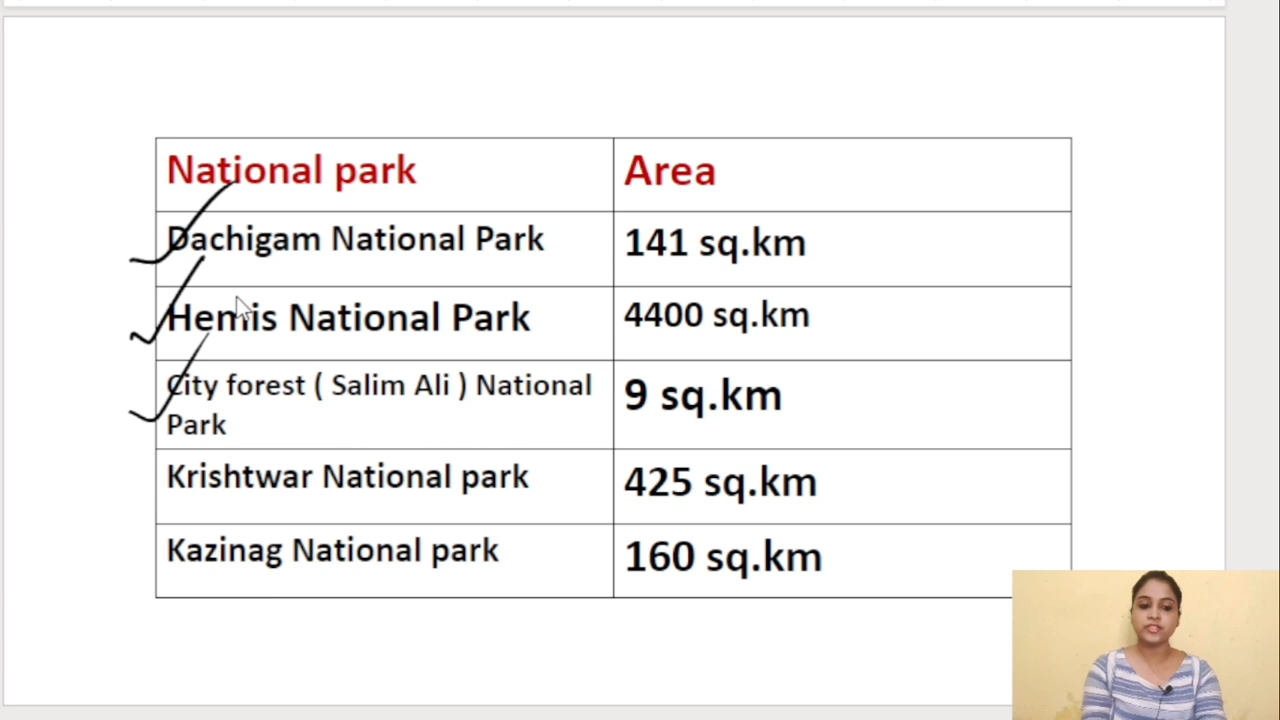 National park Area
Dachigam National Park 141 sq.km
Hemis National Park 4400 sq.km
City forest ( Salim Ali ) National 9 sq.km
Park
Krishtwar National park 425 sq.km
Kazinag National park 160 sq.km